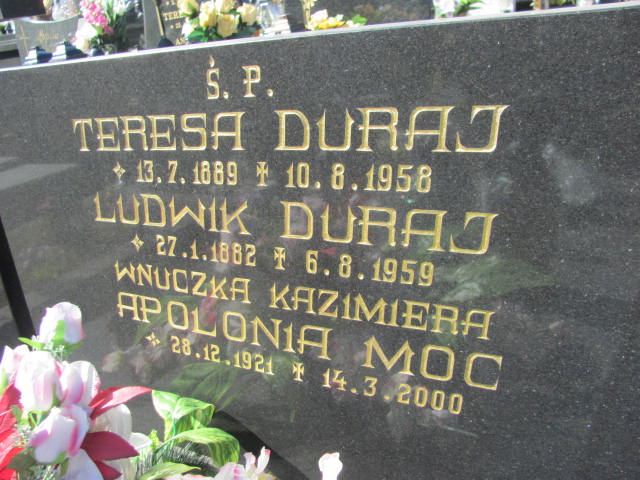 Ś. P.
TERESA DURAJ
✦ 13.7.1889 ✝ 10.8.1958
LUDWIK DURAJ
✦ 27.1.1882 ✝ 6.8.1959
WNUCZKA KAZIMIERA
APOLONIA MOC
✦ 28.12.1921 ✝ 14.3.2000